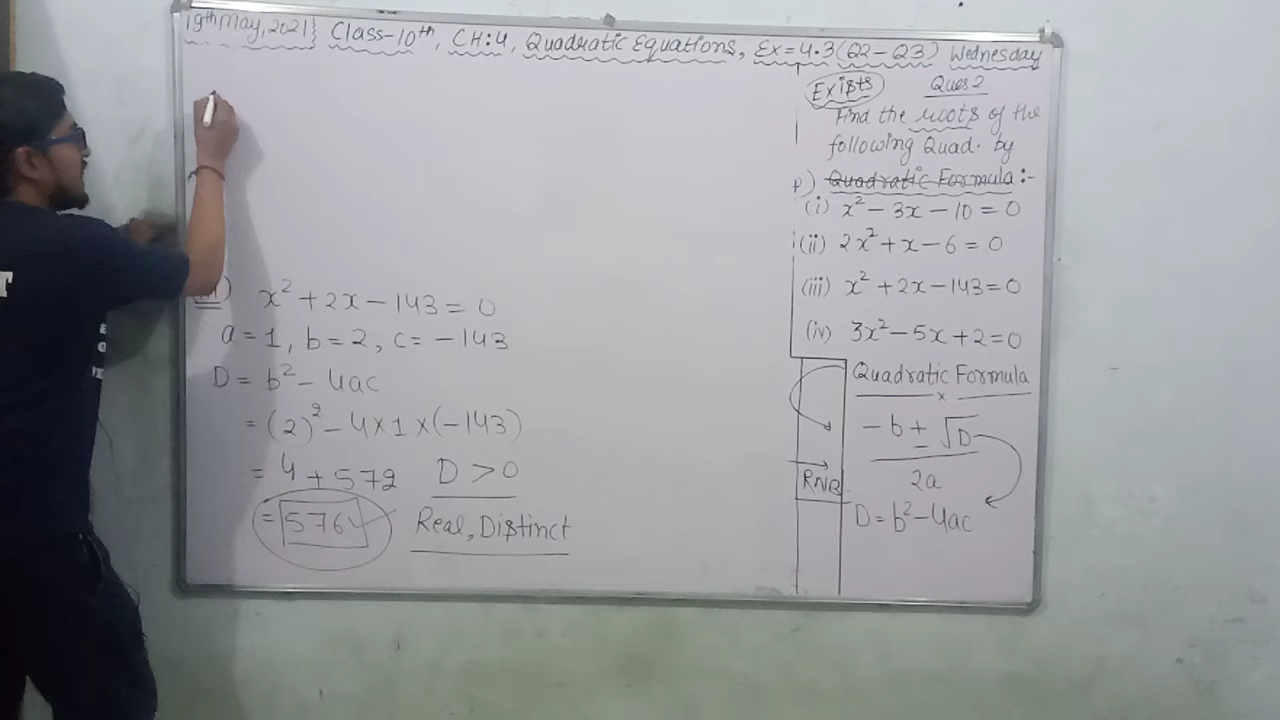 19th May, 2021} Class-10th, CH:4, Quadratic Equations, Ex=4.3(Q2-Q3) Wednesday
x² + 2x - 143 = 0
a = 1, b = 2, c = -143
D = b² - 4ac
= (2)² - 4 x 1 x (-143)
= 4 + 572 D > 0
= 576 Real, Distinct
Exists Ques 2
Find the roots of the
following Quad. by
Quadratic Formula :-
(i) x² - 3x - 10 = 0
(ii) 2x² + x - 6 = 0
(iii) x² + 2x - 143 = 0
(iv) 3x² - 5x + 2 = 0
Quadratic Formula
-b ± √D
2a
RNB
D = b² - 4ac